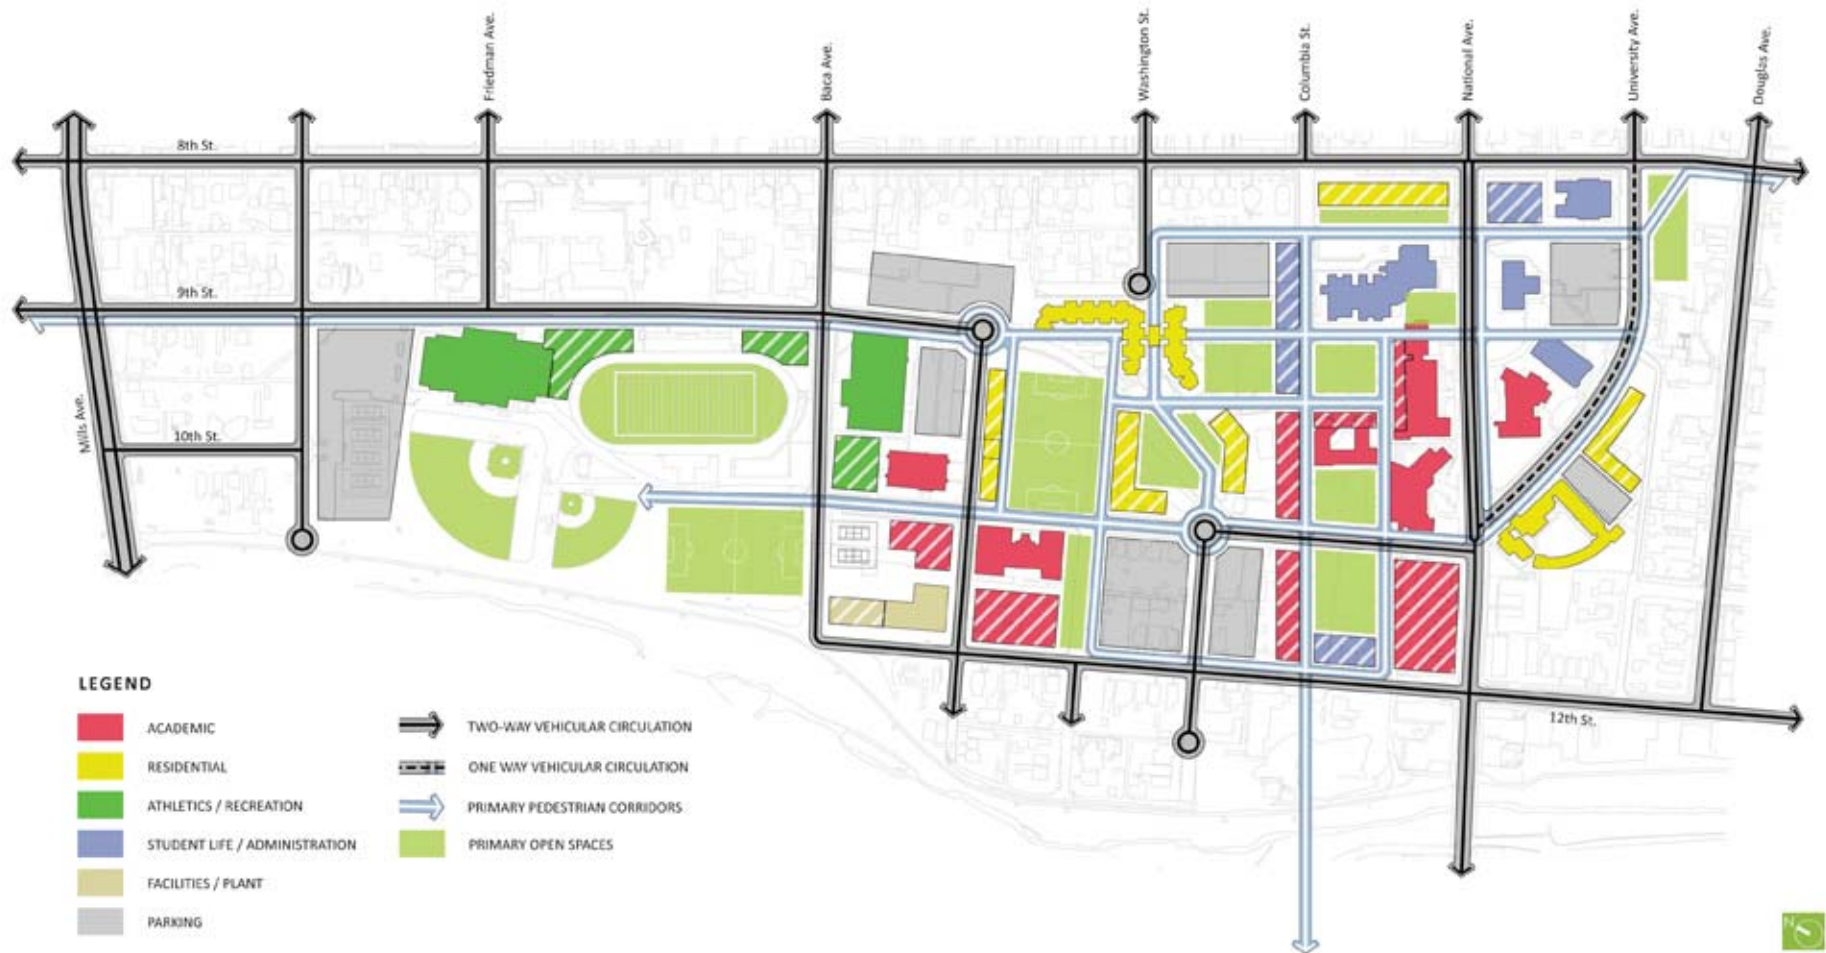 Friedman Ave.
Baca Ave.
Washington St.
Columbia St.
National Ave.
University Ave.
Douglas Ave.
8th St.
9th St.
Mills Ave.
10th St.
12th St.
LEGEND
ACADEMIC
RESIDENTIAL
ATHLETICS / RECREATION
STUDENT LIFE / ADMINISTRATION
FACILITIES / PLANT
PARKING
TWO-WAY VEHICULAR CIRCULATION
ONE WAY VEHICULAR CIRCULATION
PRIMARY PEDESTRIAN CORRIDORS
PRIMARY OPEN SPACES
N